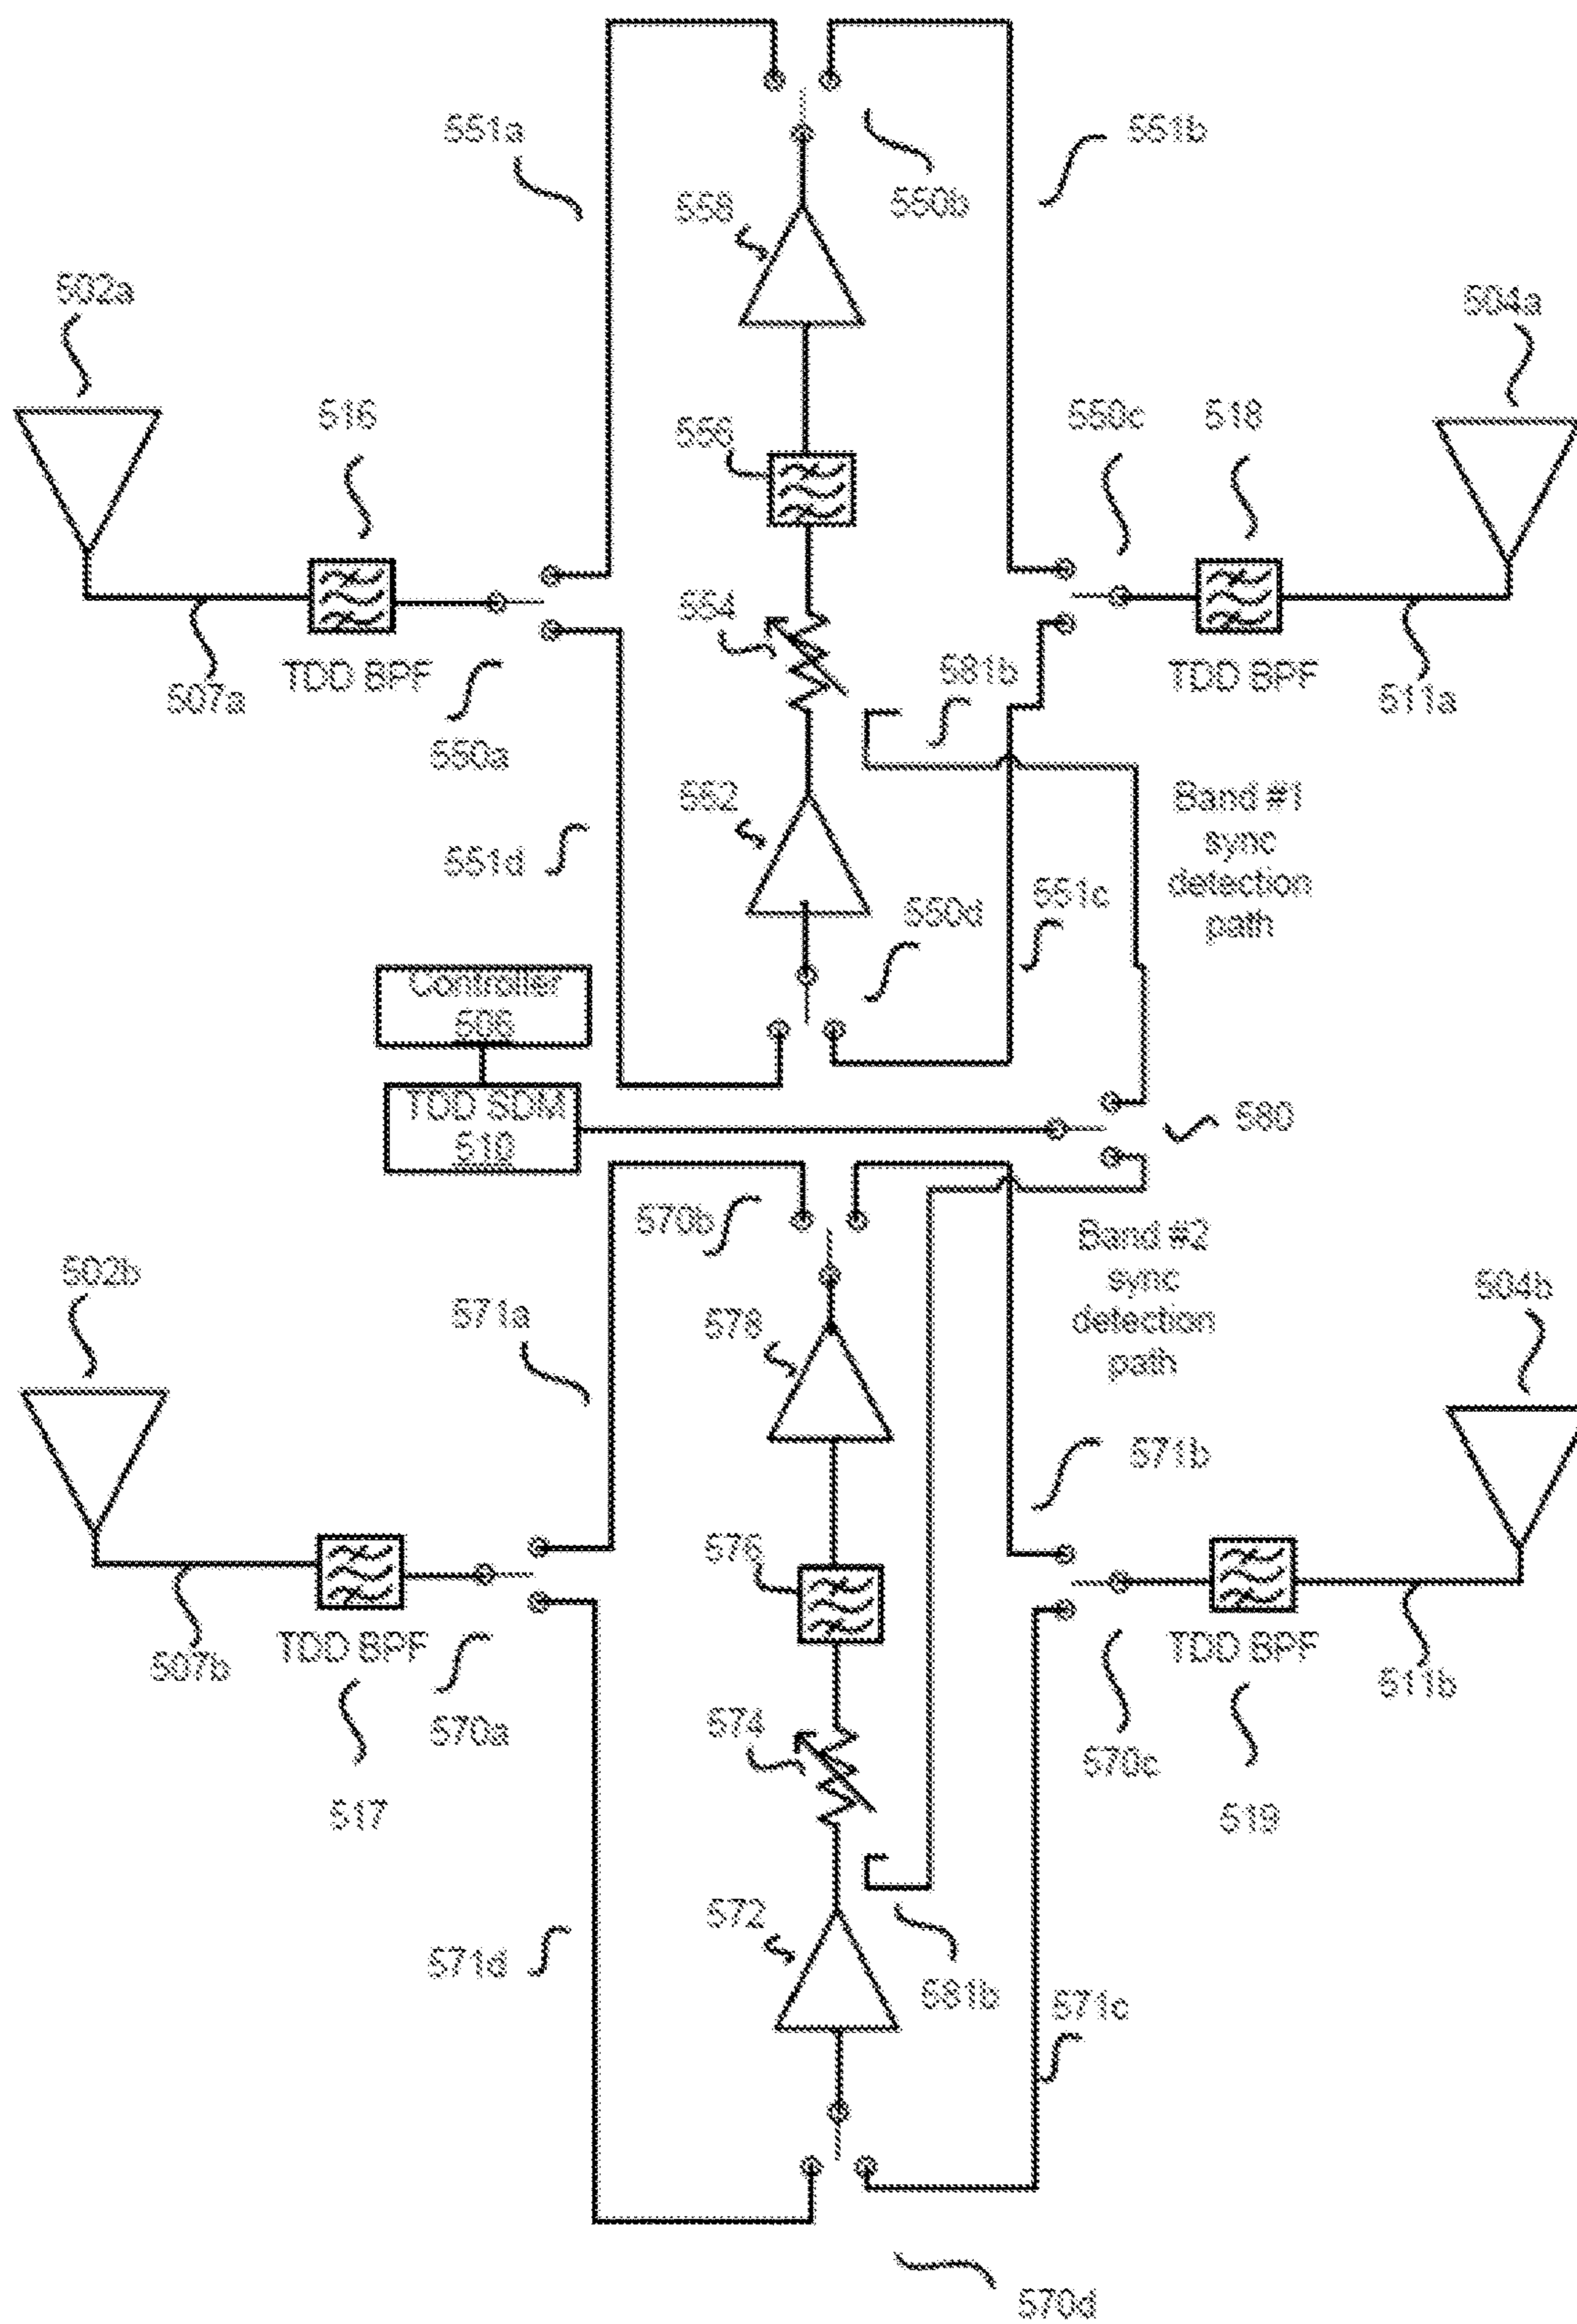 551a
551b
550b
558
502a
504a
516
556
550c
518
554
581b
TDD BPF
TDD BPF
507a
511a
550a
552
Band #1
sync
detection
path
551d
550d
551c
Controller
506
TDD SDM
510
580
570b
Band #2
sync
detection
path
502b
504b
571a
578
571b
576
TDD BPF
TDD BPF
507b
511b
570a
574
570c
517
519
572
571d
581b
571c
570d